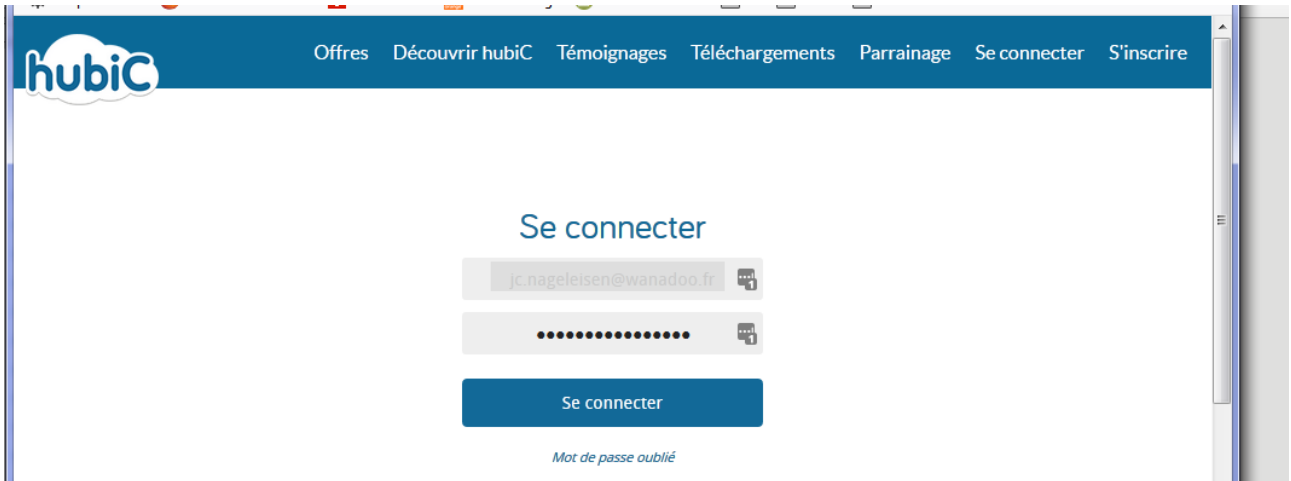 hubiC
Offres Découvrir hubiC Témoignages Téléchargements Parrainage Se connecter S'inscrire
Se connecter
jc.nageleisen@wanadoo.fr
Se connecter
Mot de passe oublié